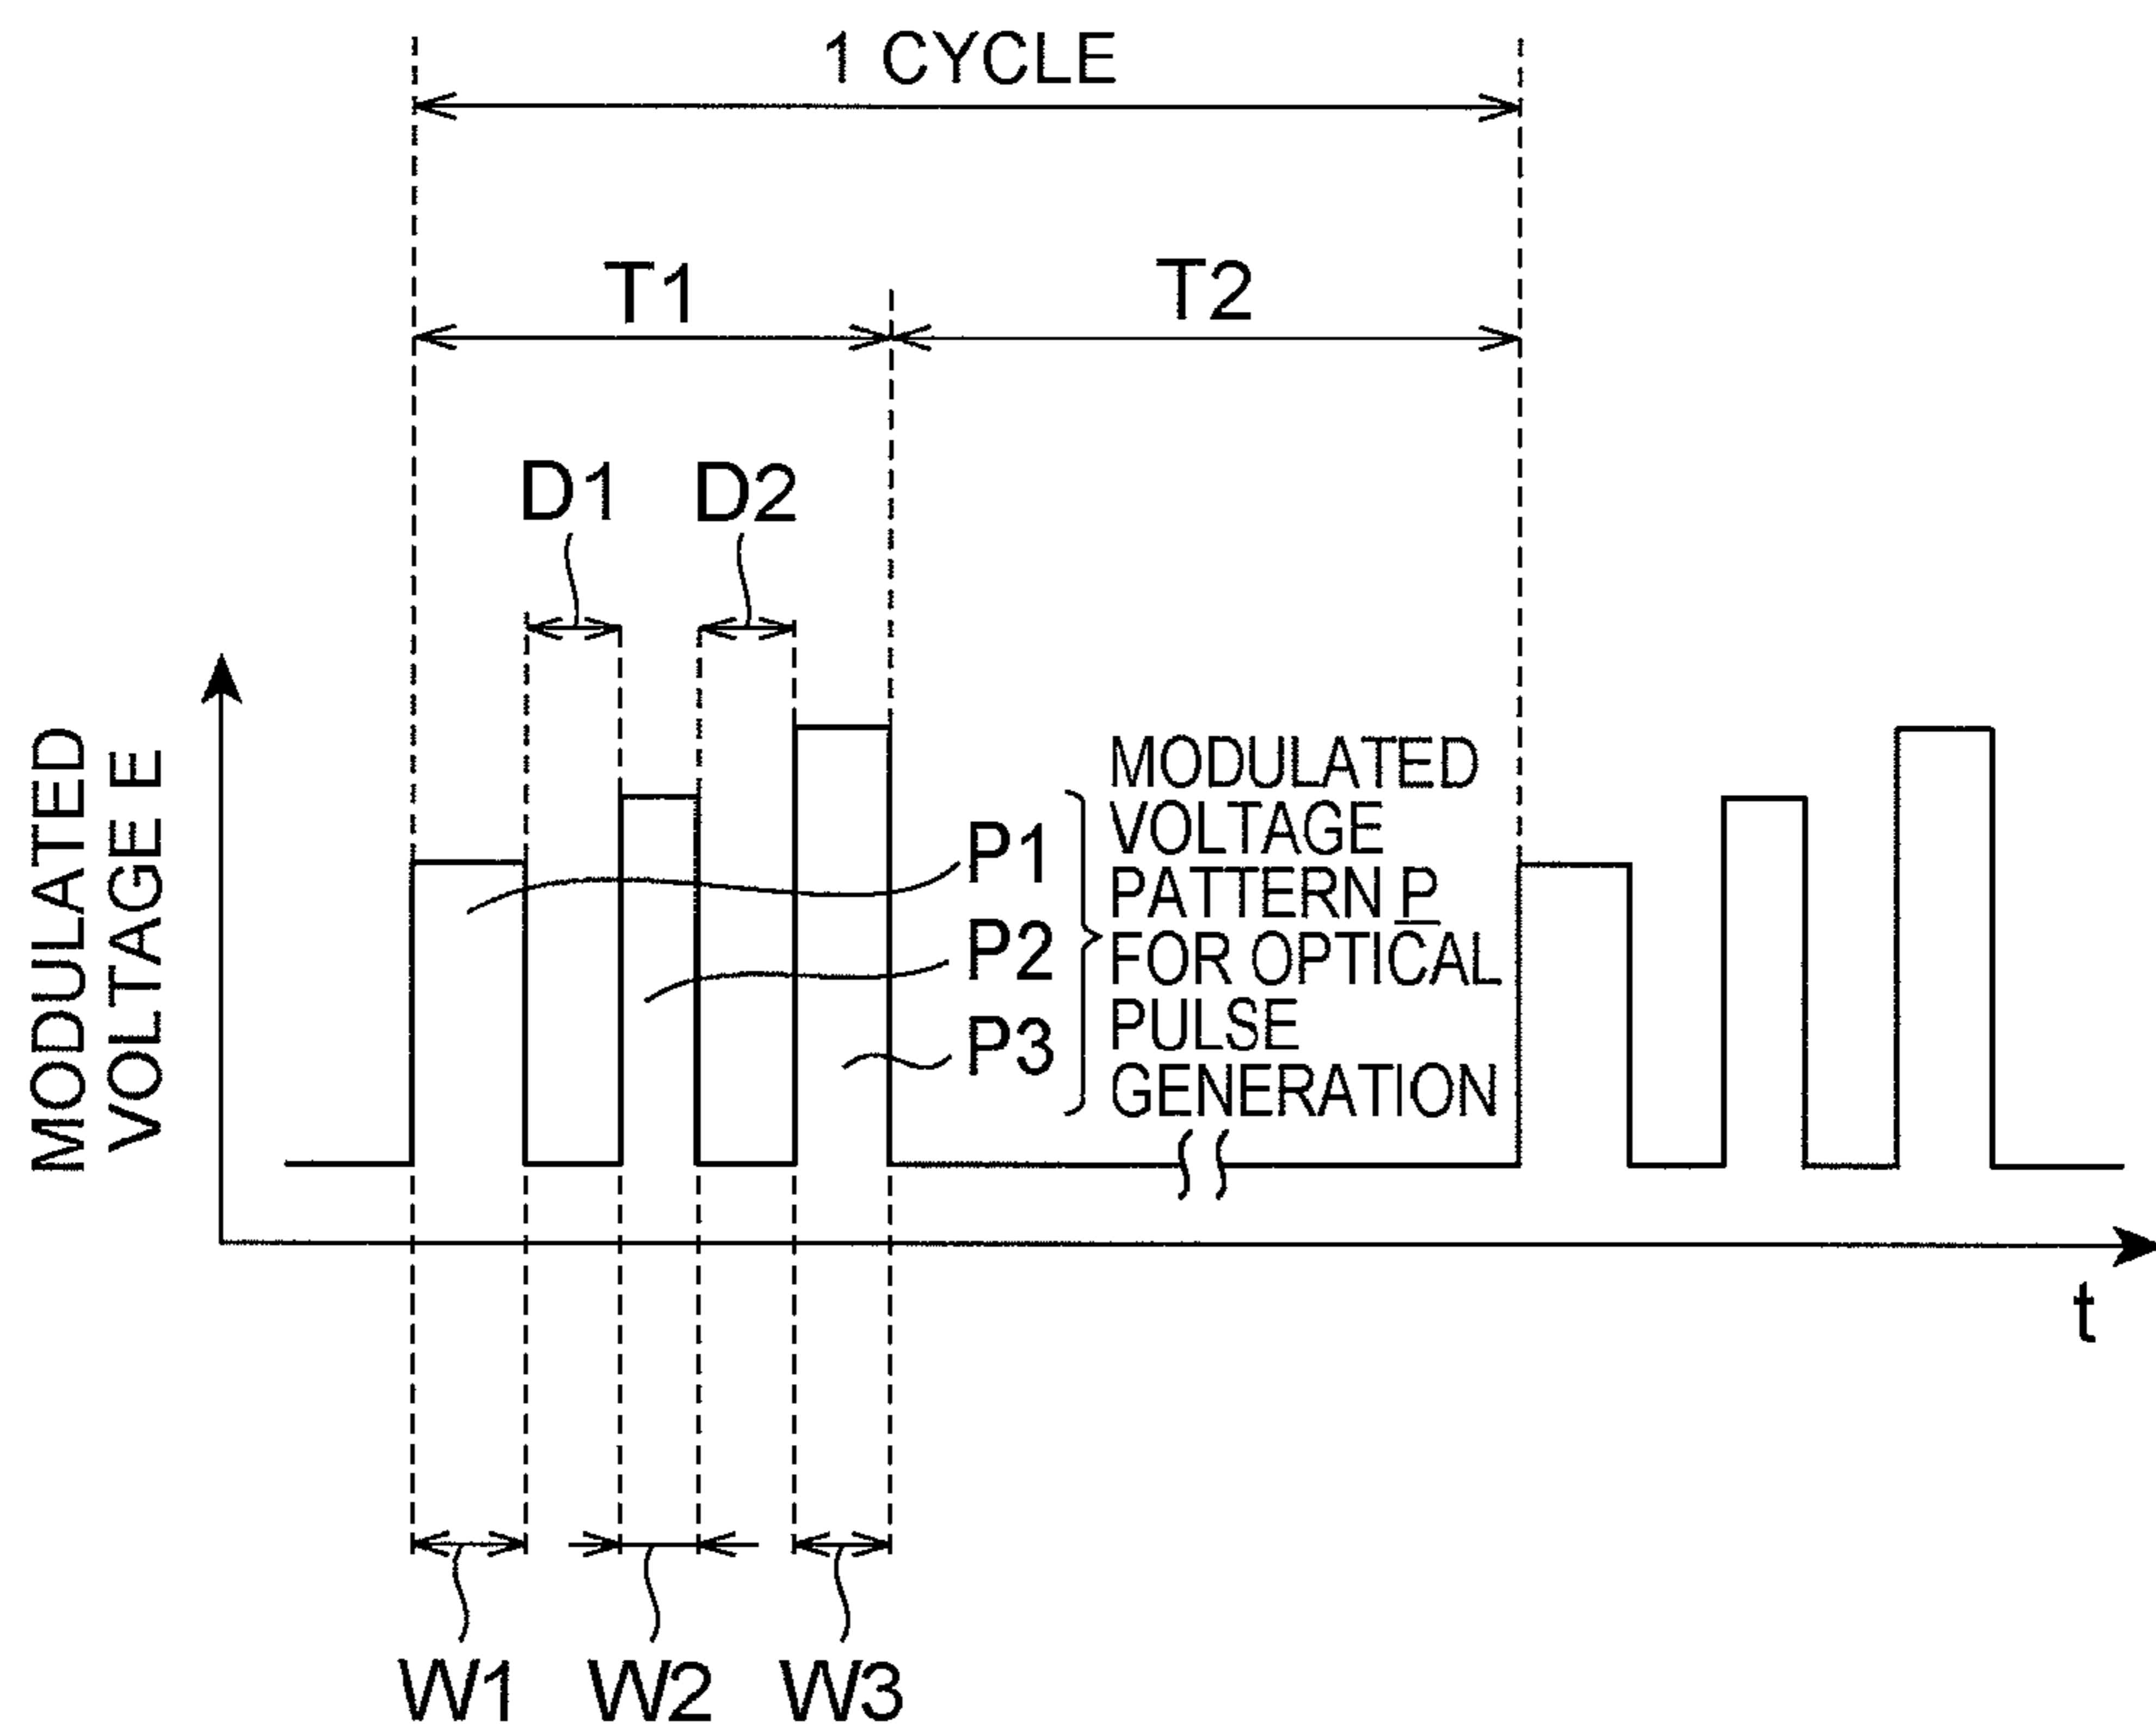 1 CYCLE
T1
T2
D1
D2
MODULATED
VOLTAGE E
P1
P2
P3
MODULATED
VOLTAGE
PATTERN P
FOR OPTICAL
PULSE
GENERATION
t
W1
W2
W3